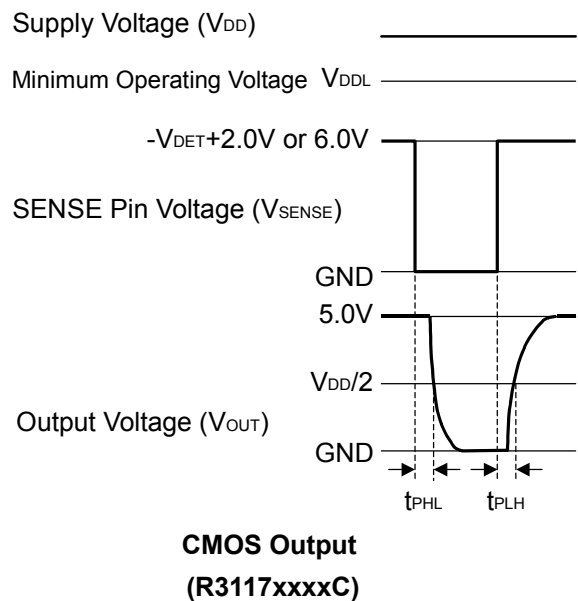 Supply Voltage (VDD)
Minimum Operating Voltage VDDL
-VDET+2.0V or 6.0V
SENSE Pin Voltage (VSENSE)
GND
5.0V
VDD/2
Output Voltage (VOUT)
GND
tPHL tPLH
CMOS Output
(R3117xxxxC)